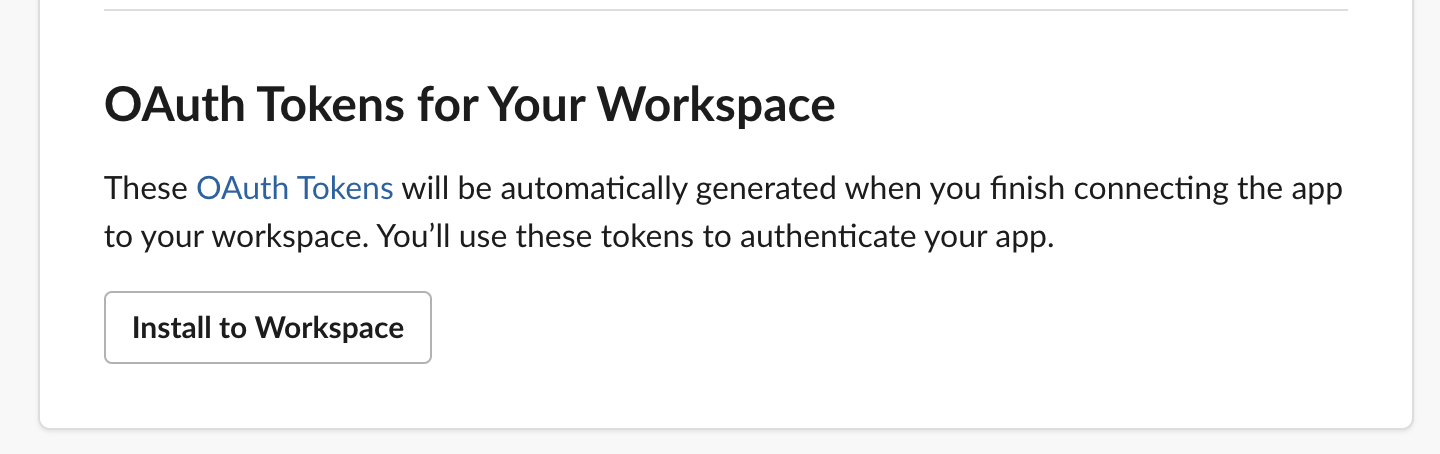 OAuth Tokens for Your Workspace
These OAuth Tokens will be automatically generated when you finish connecting the app
to your workspace. You’ll use these tokens to authenticate your app.
Install to Workspace